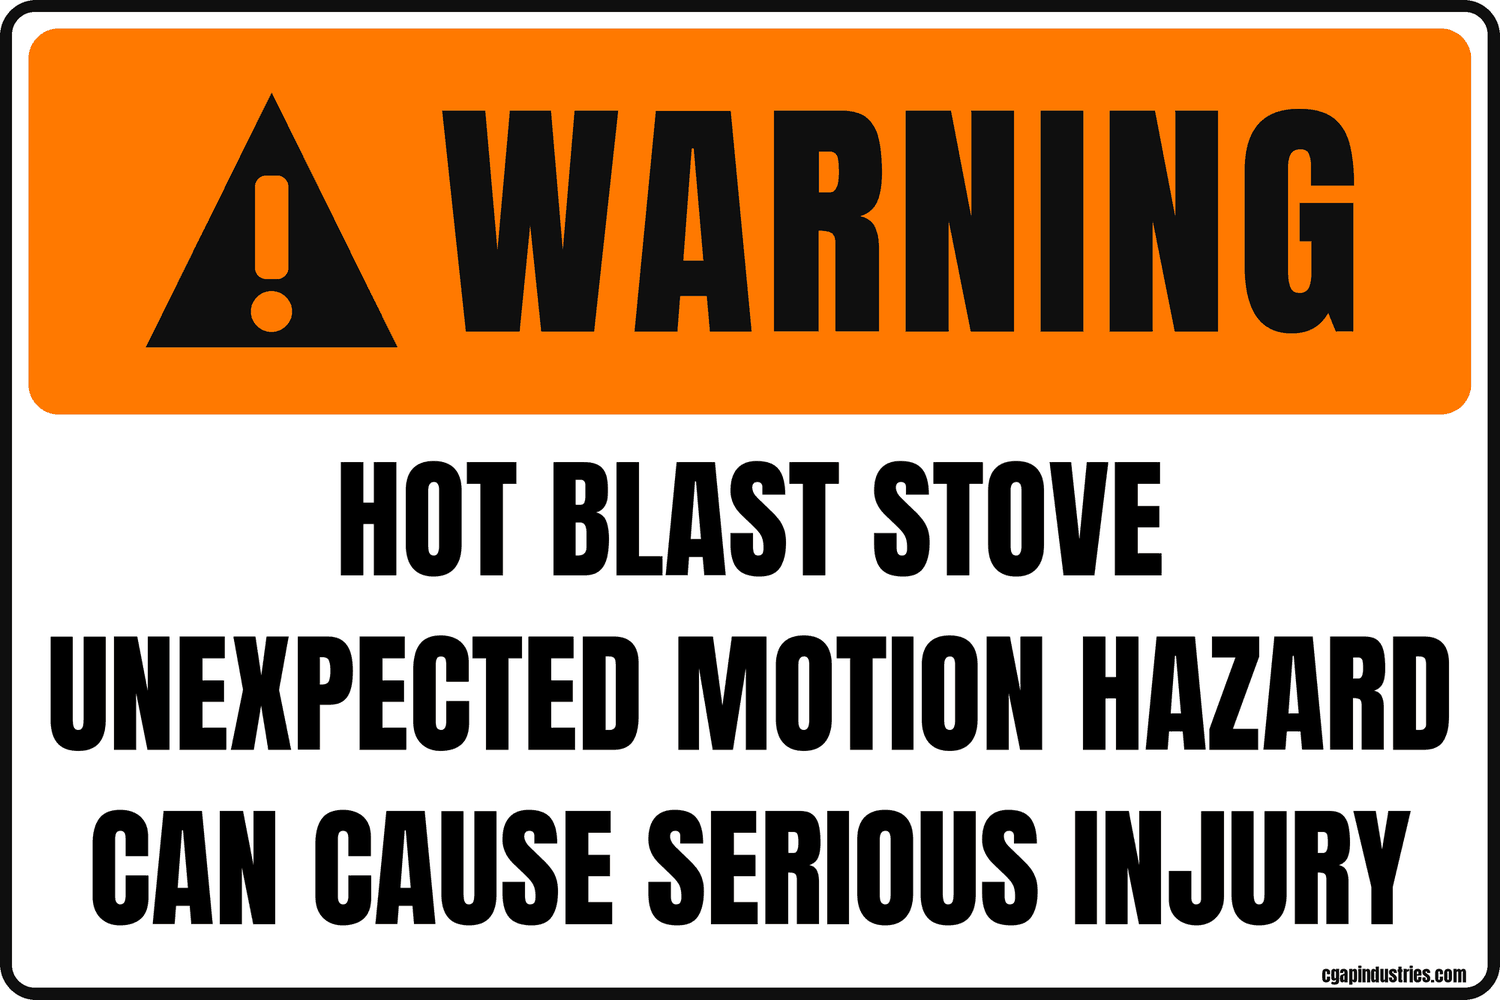 WARNING
HOT BLAST STOVE
UNEXPECTED MOTION HAZARD
CAN CAUSE SERIOUS INJURY
cgapindustries.com